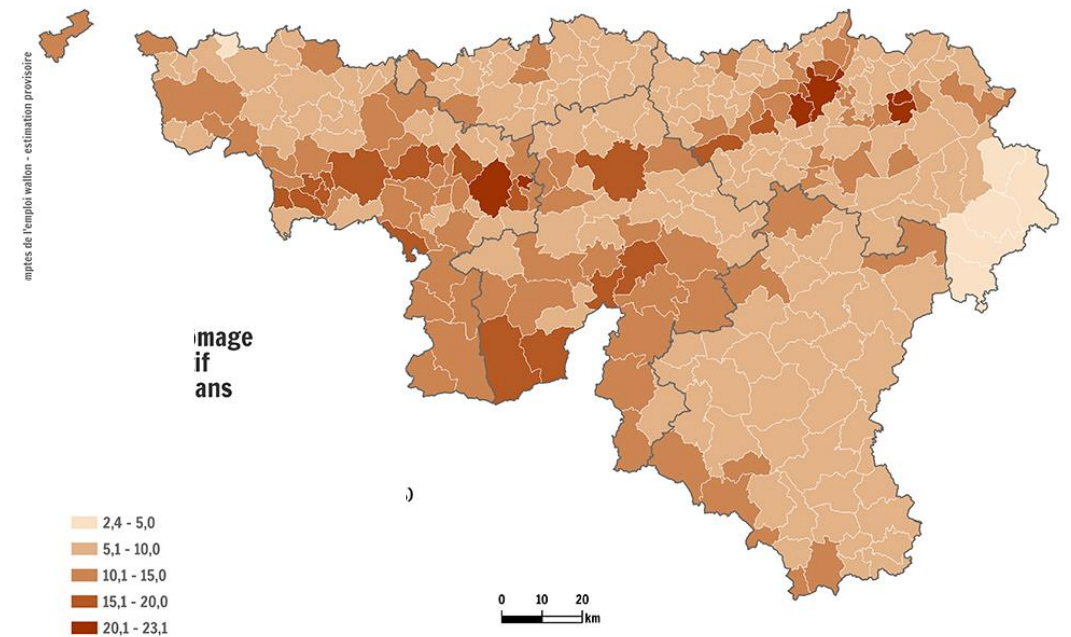 mptes de l'emploi wallon - estimation provisoire
omage
if
ans
)
2,4 - 5,0
5,1 - 10,0
10,1 - 15,0
15,1 - 20,0
20,1 - 23,1
0 10 20
km